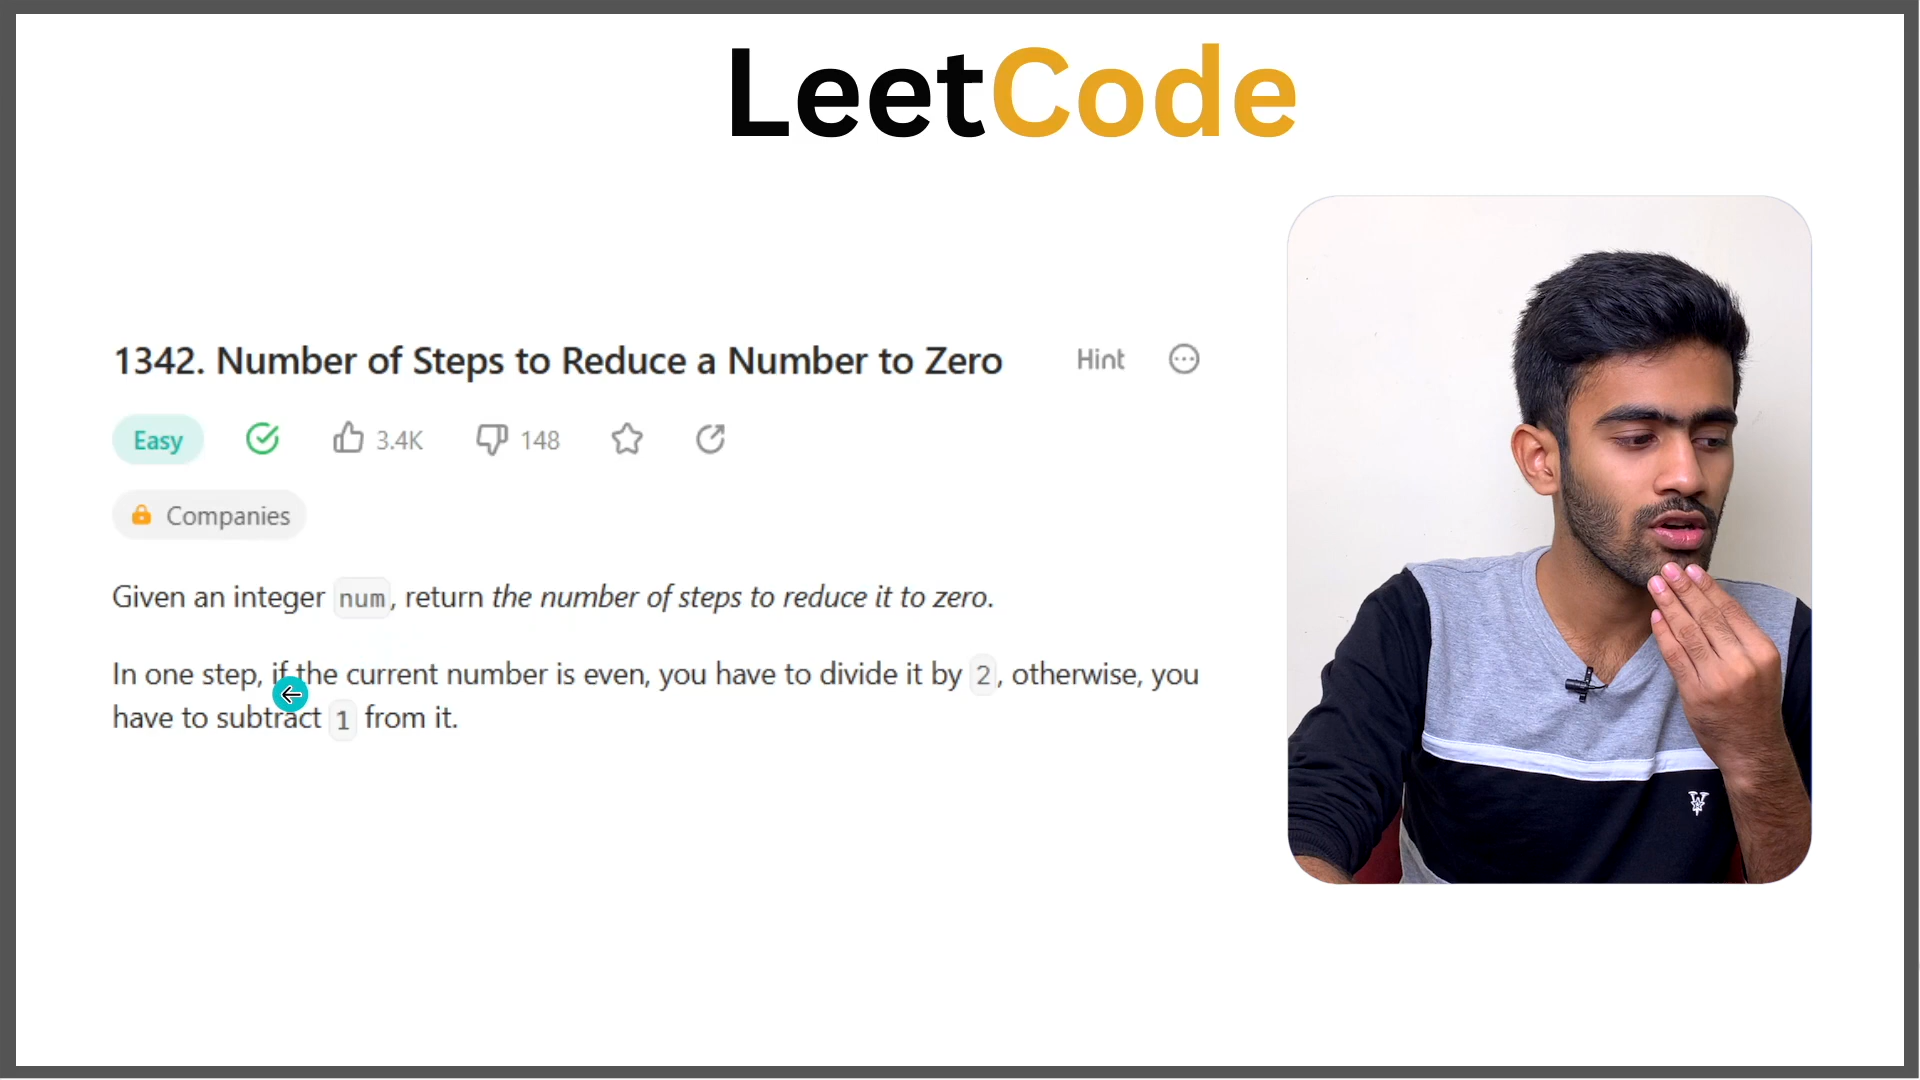 LeetCode
1342. Number of Steps to Reduce a Number to Zero Hint
Easy 3.4K 148
Companies
Given an integer num, return the number of steps to reduce it to zero.
In one step, if the current number is even, you have to divide it by 2, otherwise, you
have to subtract 1 from it.